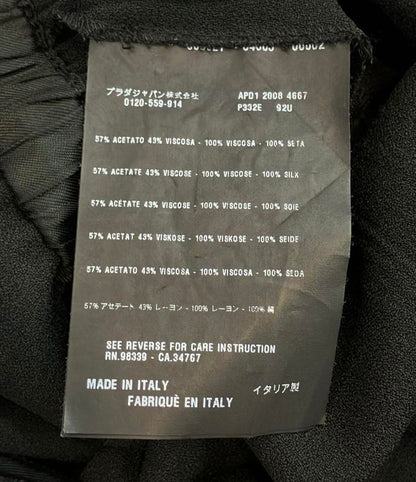 プラダジャパン株式会社 APD1 2008 4667
0120-559-914 P332E 92U
57% ACETATO 43% VISCOSA - 100% VISCOSA - 100% SETA
57% ACETATE 43% VISCOSE - 100% VISCOSE - 100% SILK
57% ACÉTATE 43% VISCOSE - 100% VISCOSE - 100% SOIE
57% ACETAT 43% VISKOSE - 100% VISKOSE - 100% SEIDE
57% ACETATO 43% VISCOSA - 100% VISCOSA - 100% SEDA
57% アセテート 43% レーヨン - 100% レーヨン - 100% 絹
SEE REVERSE FOR CARE INSTRUCTION
RN.98339 - CA.34767
MADE IN ITALY イタリア製
FABRIQUÈ EN ITALY